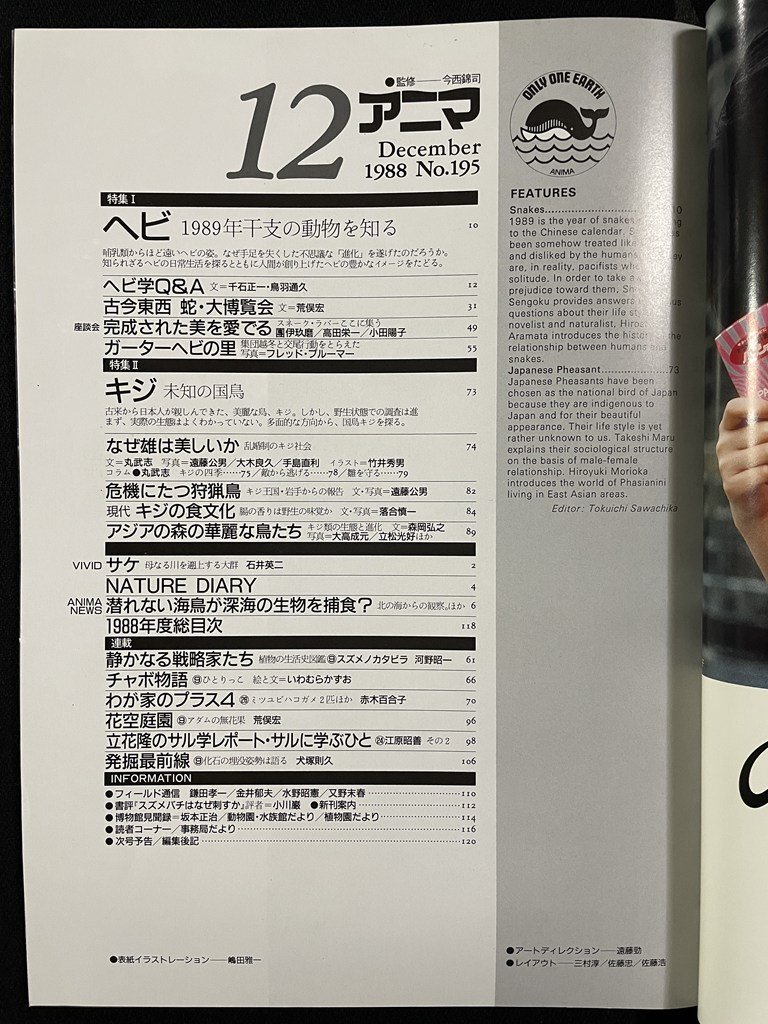 ●監修――今西錦司
12
アニマ
December
1988 No.195
特集Ⅰ
ヘビ 1989年干支の動物を知る 10
哺乳類からほど遠いヘビの姿。なぜ手足を失くした不思議な「進化」を遂げたのだろうか。
知られざるヘビの日常生活を探るとともに人間が創り上げたヘビの豊かなイメージをたどる。
ヘビ学Q&A 文=千石正一・鳥羽通久 12
古今東西 蛇・大博覧会 文=荒俣宏 31
座談会 完成された美を愛でる スネーク・ラバーここに集う 團伊玖磨/高田栄一/小田陽子 49
ガーターヘビの里 集団越冬と交尾行動をとらえた 写真=フレッド・ブルーマー 55
特集Ⅱ
キジ 未知の国鳥 73
古来から日本人が親しんできた、美麗な鳥、キジ。しかし、野生状態での調査は進
まず、実際の生態はよくわかっていない。多面的な方向から、国鳥キジを探る。
なぜ雄は美しいか 乱婚制のキジ社会 74
文=丸武志 写真=遠藤公男/大木良久/手島直利 イラスト=竹井秀男
コラム●丸武志 キジの四季……75/敵から逃げる……78/雛を守る……79
危機にたつ狩猟鳥 キジ王国・岩手からの報告 文・写真=遠藤公男 82
現代 キジの食文化 腸の香りは野生の味覚か 文・写真=落合慎一 84
アジアの森の華麗な鳥たち キジ類の生態と進化 文=森岡弘之 写真=大高成元/立松光好ほか 89
VIVID サケ 母なる川を遡上する大群 石井英二 2
NATURE DIARY 4
ANIMA NEWS 潜れない海鳥が深海の生物を捕食? 北の海からの観察。ほか 6
1988年度総目次 118
連載
静かなる戦略家たち 植物の生活史図鑑⑬スズメノカタビラ 河野昭一 61
チャボ物語 ⑬ひとりっこ 絵と文=いわむらかずお 66
わが家のプラス4 ㉖ミツユビハコガメ2匹ほか 赤木百合子 70
花空庭園 ⑬アダムの無花果 荒俣宏 96
立花隆のサル学レポート・サルに学ぶひと ㉔江原昭善 その2 98
発掘最前線 ⑬化石の埋没姿勢は語る 犬塚則久 106
INFORMATION
●フィールド通信 鎌田孝一/金井郁夫/水野昭憲/又野末春 110
●書評『スズメバチはなぜ刺すか』評者=小川巌 ●新刊案内 112
●博物館見聞録=坂本正治/動物園・水族館だより/植物園だより 114
●読者コーナー/事務局だより 116
●次号予告/編集後記 120
●表紙イラストレーション――嶋田雅一
ONLY ONE EARTH
ANIMA
FEATURES
Snakes 10
1989 is the year of snakes
to the Chinese calendar.
been somehow treated
and disliked by the humans
are, in reality, pacifists
solitude. In order to take
prejudice toward them, Sh
Sengoku provides answers
questions about their life
novelist and naturalist, Hiro
Aramata introduces the history
relationship between humans and
snakes.
Japanese Pheasant 73
Japanese Pheasants have been
chosen as the national bird of Japan
because they are indigenous to
Japan and for their beautiful
appearance. Their life style is yet
rather unknown to us. Takeshi Maru
explains their sociological structure
on the basis of male-female
relationship. Hiroyuki Morioka
introduces the world of Phasianini
living in East Asian areas.
Editor: Tokuichi Sawachika
●アートディレクション――遠藤勁
●レイアウト――三村淳/佐藤忠/佐藤浩